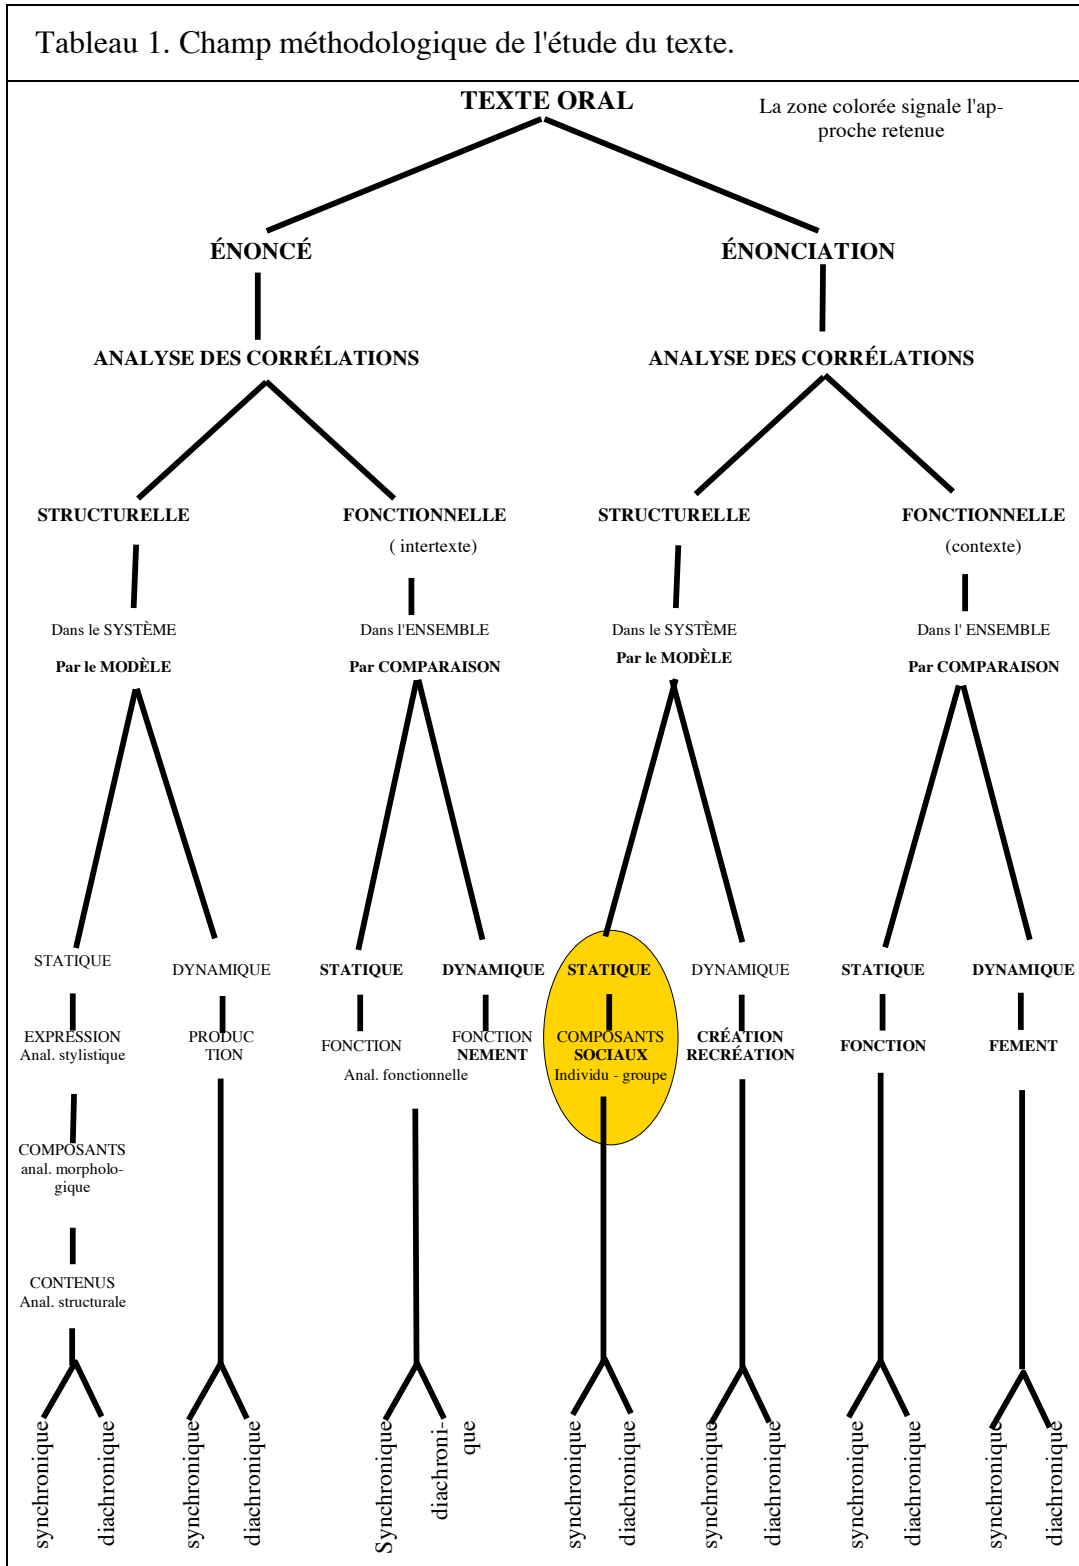 Tableau 1. Champ méthodologique de l'étude du texte.
TEXTE ORAL
La zone colorée signale l'ap-
proche retenue
ÉNONCÉ
ÉNONCIATION
ANALYSE DES CORRÉLATIONS
ANALYSE DES CORRÉLATIONS
STRUCTURELLE
FONCTIONNELLE
( intertexte)
STRUCTURELLE
FONCTIONNELLE
(contexte)
Dans le SYSTÈME
Par le MODÈLE
Dans l'ENSEMBLE
Par COMPARAISON
Dans le SYSTÈME
Par le MODÈLE
Dans l' ENSEMBLE
Par COMPARAISON
STATIQUE
DYNAMIQUE
STATIQUE
DYNAMIQUE
STATIQUE
DYNAMIQUE
STATIQUE
DYNAMIQUE
EXPRESSION
Anal. stylistique
PRODUC
TION
FONCTION
FONCTION
NEMENT
Anal. fonctionnelle
COMPOSANTS
SOCIAUX
Individu - groupe
CRÉATION
RECRÉATION
FONCTION
FEMENT
COMPOSANTS
anal. morpholo-
gique
CONTENUS
Anal. structurale
synchronique
diachronique
synchronique
diachronique
Synchronique
diachroni-
que
synchronique
diachronique
synchronique
diachronique
synchronique
diachronique
synchronique
diachronique